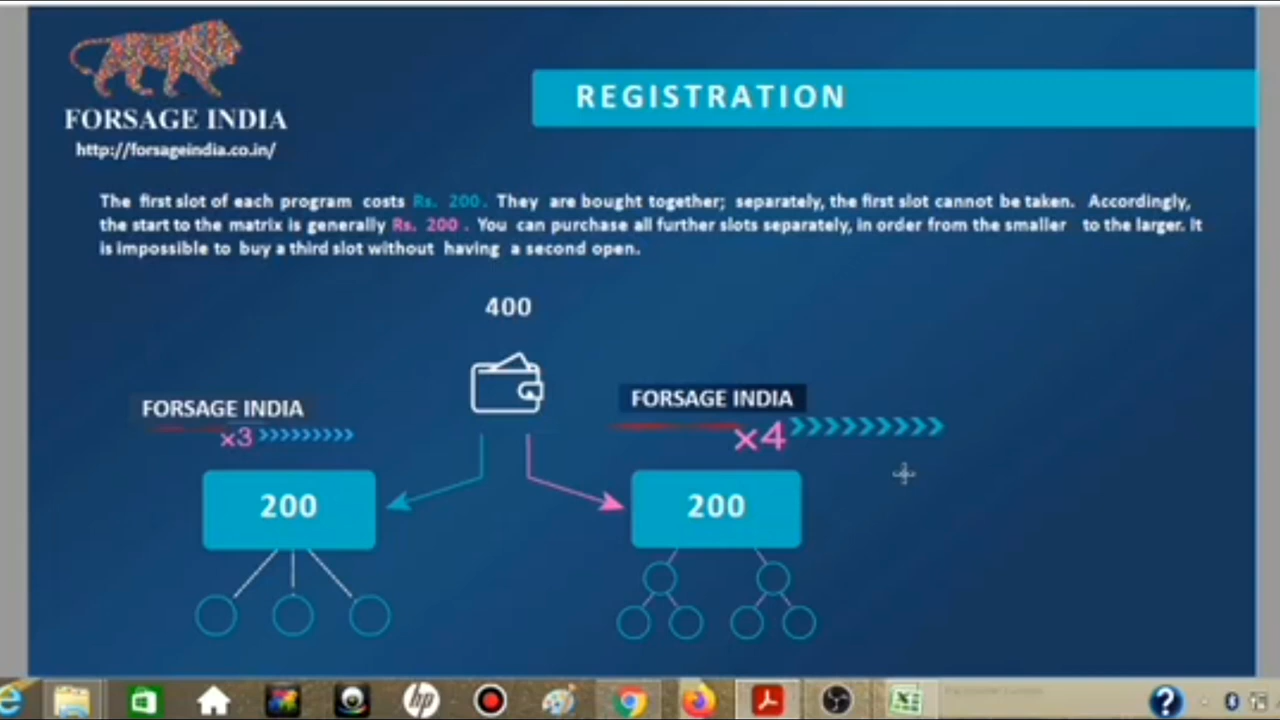 FORSAGE INDIA
http://forsageindia.co.in/
REGISTRATION
The first slot of each program costs Rs. 200. They are bought together; separately, the first slot cannot be taken. Accordingly,
the start to the matrix is generally Rs. 200 . You can purchase all further slots separately, in order from the smaller to the larger. It
is impossible to buy a third slot without having a second open.
400
FORSAGE INDIA
x3
200
FORSAGE INDIA
x4
200
hp
?